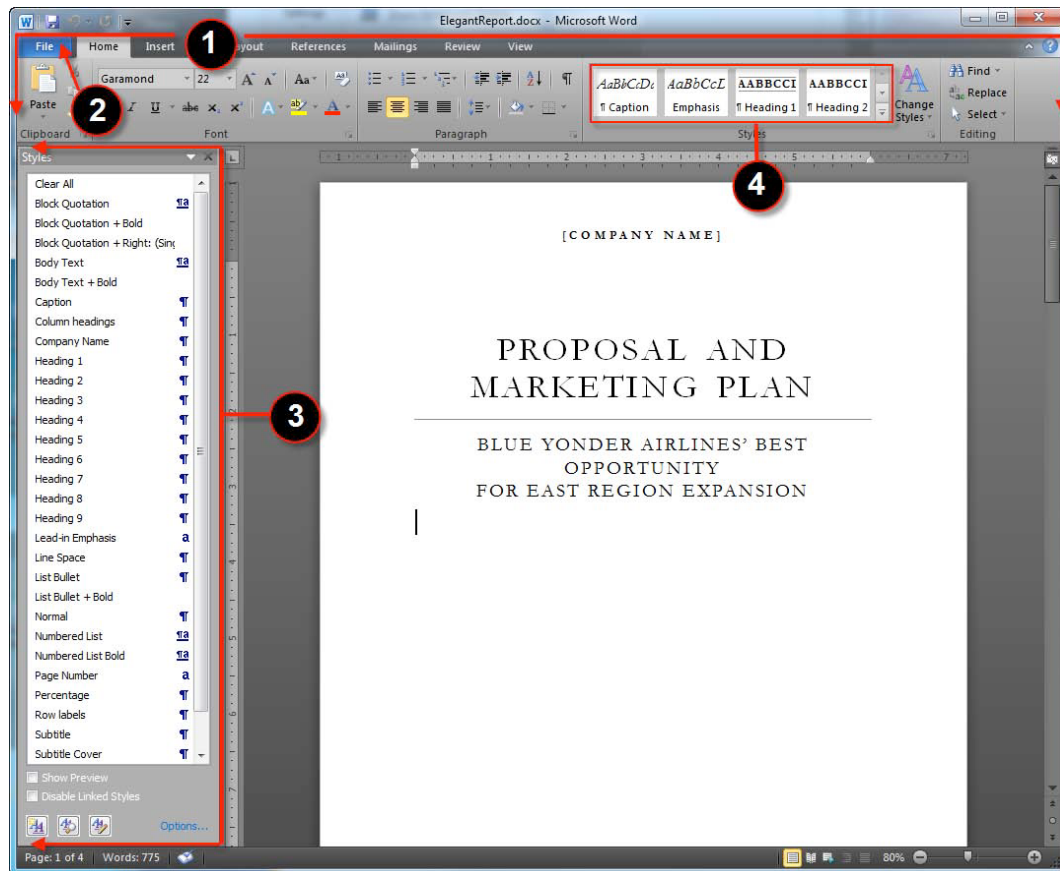 ElegantReport.docx - Microsoft Word
File Home Insert yout References Mailings Review View
1
Paste
Garamond 22 A A Aa
I U abc x, x² A ab A
AaBbCcDc AaBbCcL AABBCCI AABBCCI
¶ Caption Emphasis ¶ Heading 1 ¶ Heading 2
Change
Styles
Find
Replace
Select
2
Clipboard Font Paragraph Styles Editing
4
Styles
Clear All
Block Quotation ¶a
Block Quotation + Bold
Block Quotation + Right: (Sing
Body Text ¶a
Body Text + Bold
Caption ¶
Column headings ¶
Company Name ¶
Heading 1 ¶
Heading 2 ¶
Heading 3 ¶
Heading 4 ¶
Heading 5 ¶
Heading 6 ¶
Heading 7 ¶
Heading 8 ¶
Heading 9 ¶
Lead-in Emphasis a
Line Space ¶
List Bullet ¶
List Bullet + Bold
Normal ¶
Numbered List ¶a
Numbered List Bold ¶a
Page Number a
Percentage ¶
Row labels ¶
Subtitle ¶
Subtitle Cover ¶
Show Preview
Disable Linked Styles
Options...
3
[COMPANY NAME]
PROPOSAL AND
MARKETING PLAN
BLUE YONDER AIRLINES' BEST
OPPORTUNITY
FOR EAST REGION EXPANSION
Page: 1 of 4 Words: 775 80%